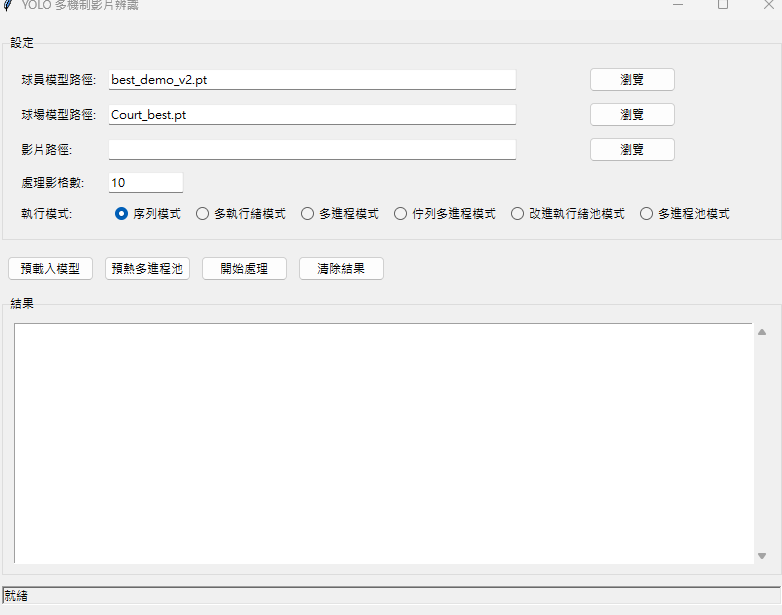 YOLO 多機制影片辨識
設定
球員模型路徑: best_demo_v2.pt 瀏覽
球場模型路徑: Court_best.pt 瀏覽
影片路徑: 瀏覽
處理影格數: 10
執行模式: 序列模式 多執行緒模式 多進程模式 佇列多進程模式 改進執行緒池模式 多進程池模式
預載入模型 預熱多進程池 開始處理 清除結果
結果
就緒